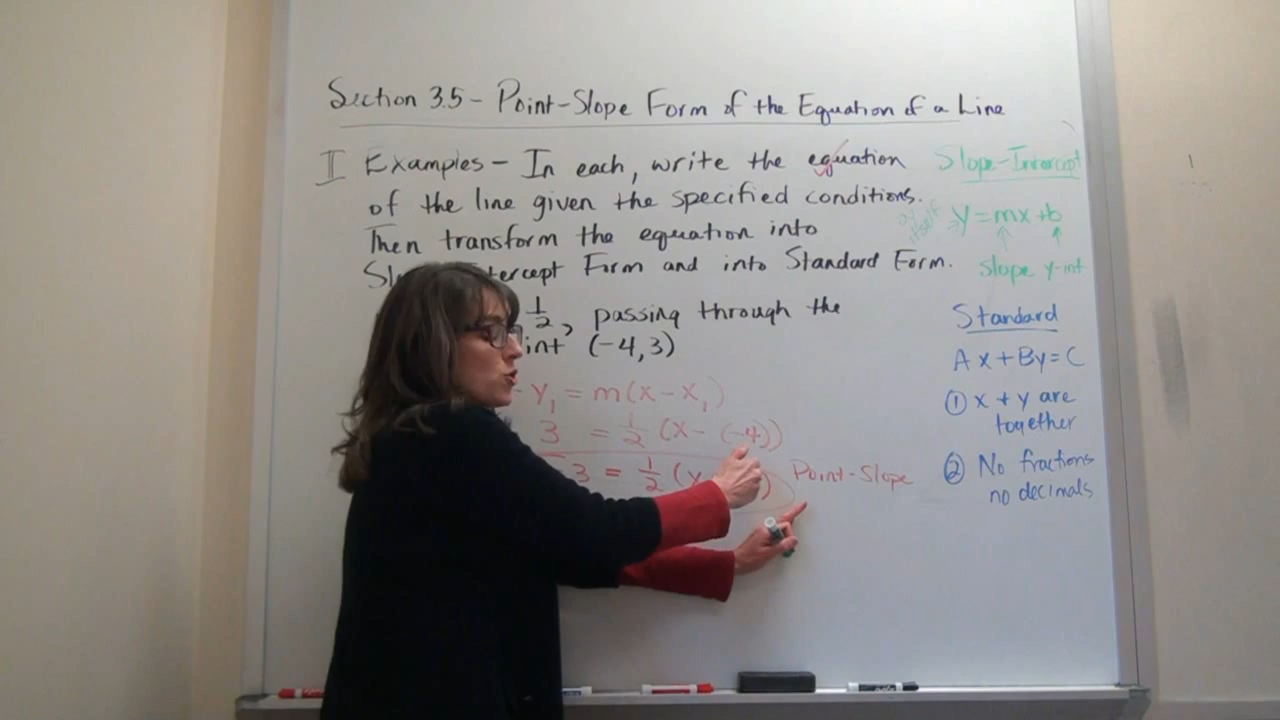 Section 3.5 - Point-Slope Form of the Equation of a Line
II Examples - In each, write the equation
of the line given the specified conditions.
Then transform the equation into
Intercept Form and into Standard Form.
1/2, passing through the
(-4,3)
- y₁ = m(x - x₁)
3 = 1/2 (x - (-4))
3 = 1/2 (x
Point-Slope
Slope-Intercept
y = mx + b
slope y-int
Standard
Ax + By = C
① x + y are
together
② No fractions
no decimals